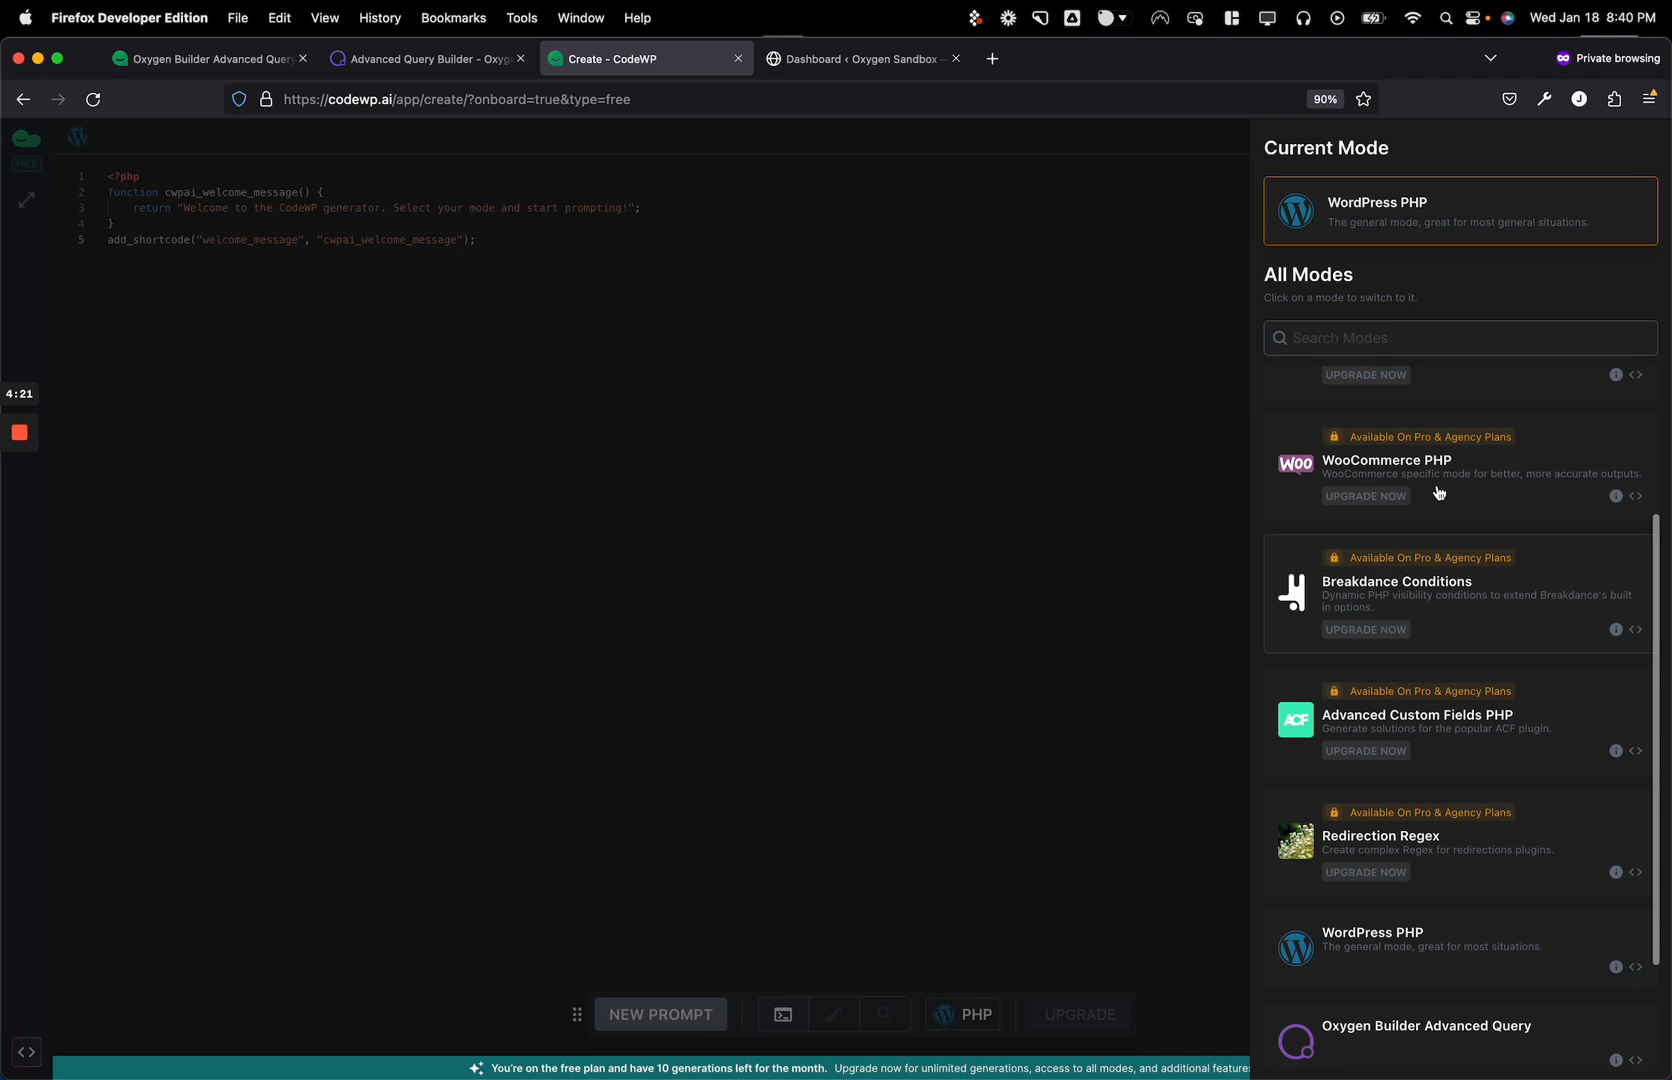 Firefox Developer Edition File Edit View History Bookmarks Tools Window Help Wed Jan 18 8:40 PM
Oxygen Builder Advanced Query Advanced Query Builder - Oxyg Create - CodeWP Dashboard ‹ Oxygen Sandbox — Private browsing
https://codewp.ai/app/create/?onboard=true&type=free 90%
FREE
1 <?php
2 function cwpai_welcome_message() {
3 return "Welcome to the CodeWP generator. Select your mode and start prompting!";
4 }
5 add_shortcode("welcome_message", "cwpai_welcome_message");
4:21
Current Mode
WordPress PHP
The general mode, great for most general situations.
All Modes
Click on a mode to switch to it.
Search Modes
UPGRADE NOW
Available On Pro & Agency Plans
WOO
WooCommerce PHP
WooCommerce specific mode for better, more accurate outputs.
UPGRADE NOW
Available On Pro & Agency Plans
Breakdance Conditions
Dynamic PHP visibility conditions to extend Breakdance's built
in options.
UPGRADE NOW
Available On Pro & Agency Plans
ACF
Advanced Custom Fields PHP
Generate solutions for the popular ACF plugin.
UPGRADE NOW
Available On Pro & Agency Plans
Redirection Regex
Create complex Regex for redirections plugins.
UPGRADE NOW
WordPress PHP
The general mode, great for most situations.
Oxygen Builder Advanced Query
NEW PROMPT PHP UPGRADE
You're on the free plan and have 10 generations left for the month. Upgrade now for unlimited generations, access to all modes, and additional features